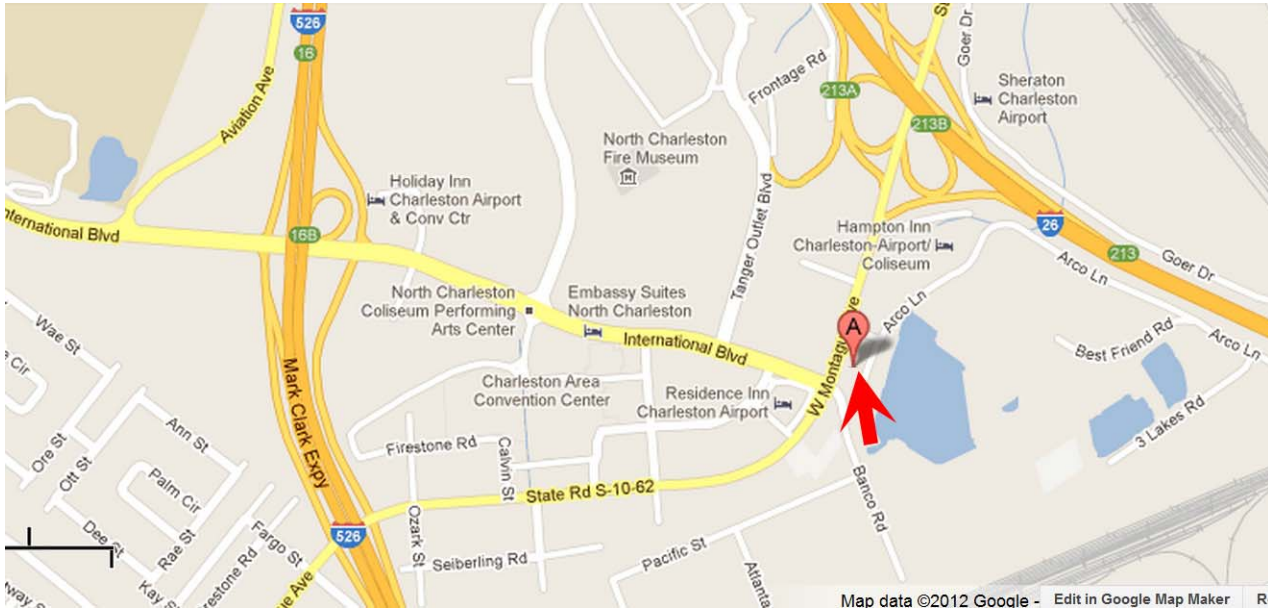 526
16
Aviation Ave
Frontage Rd
213A
Goer Dr
Sheraton
Charleston
Airport
213B
North Charleston
Fire Museum
Holiday Inn
Charleston Airport
& Conv Ctr
Tanger Outlet Blvd
Hampton Inn
Charleston-Airport/
Coliseum
26
213
Goer Dr
Arco Ln
International Blvd
16B
North Charleston
Coliseum Performing
Arts Center
Embassy Suites
North Charleston
International Blvd
A
Arco Ln
Arco Ln
Best Friend Rd
Wae St
Mark Clark Expy
Charleston Area
Convention Center
Residence Inn
Charleston Airport
W Montague Ave
3 Lakes Rd
Ann St
Firestone Rd
Calvin St
Ore St
Ott St
Palm Cir
State Rd S-10-62
Banco Rd
Ozark St
526
Dee St
Rae St
Fargo St
Seiberling Rd
Pacific St
Kay St
Ave
Map data ©2012 Google - Edit in Google Map Maker R